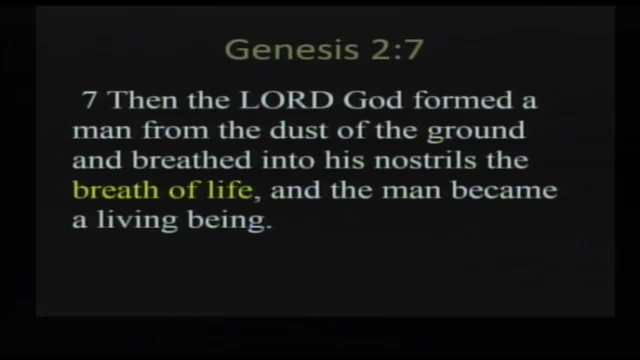 Genesis 2:7
7 Then the LORD God formed a
man from the dust of the ground
and breathed into his nostrils the
breath of life, and the man became
a living being.